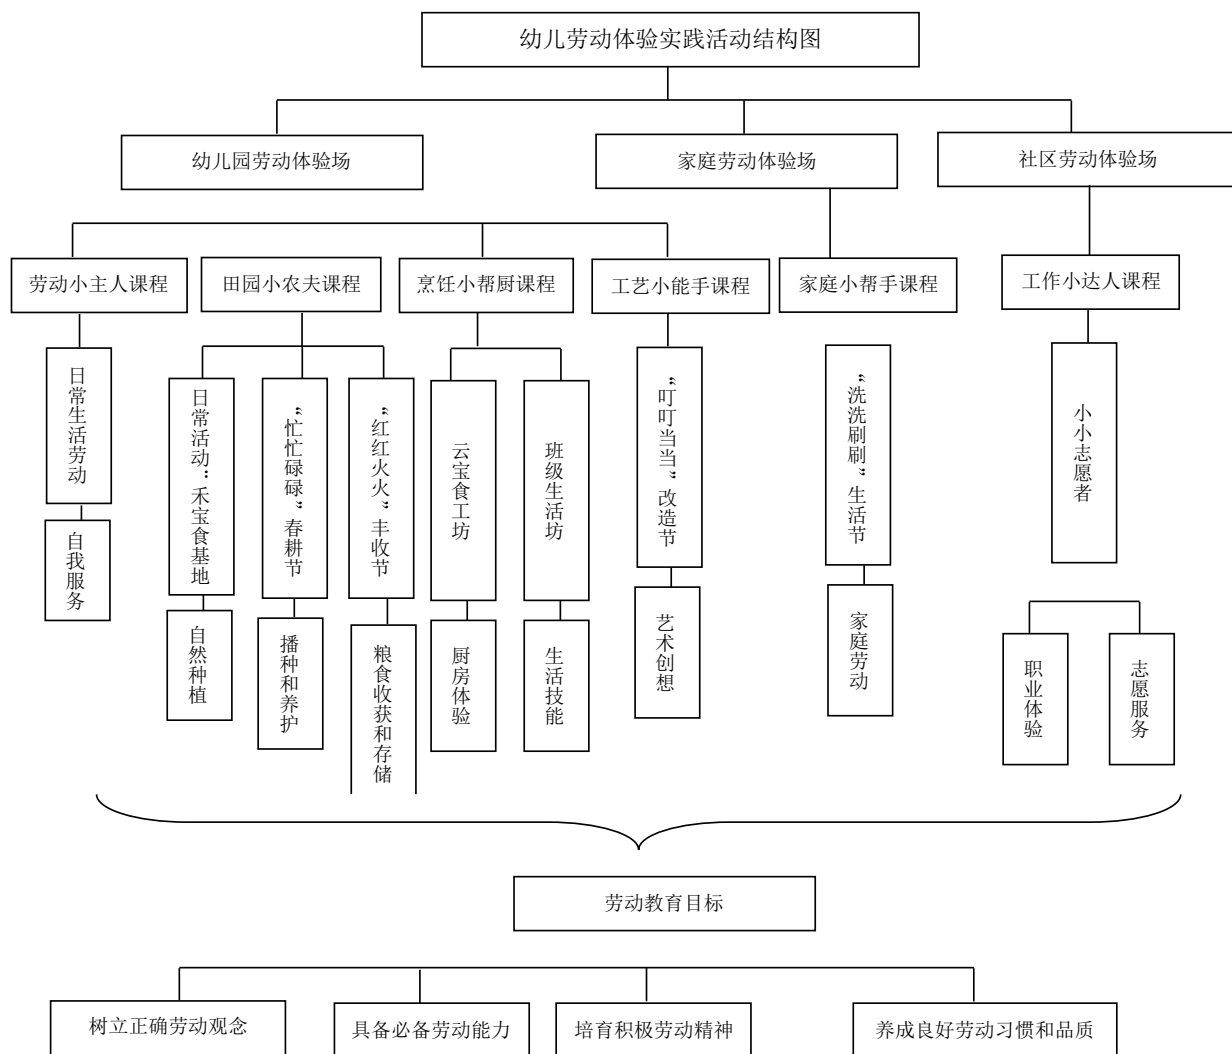 幼儿劳动体验实践活动结构图
幼儿园劳动体验场
家庭劳动体验场
社区劳动体验场
劳动小主人课程
田园小农夫课程
烹饪小帮厨课程
工艺小能手课程
家庭小帮手课程
工作小达人课程
日常生活劳动
日常活动：禾宝食基地
“忙忙碌碌”春耕节
“红红火火”丰收节
云宝食工坊
班级生活坊
“叮叮当当”改造节
“洗洗刷刷”生活节
小小志愿者
自我服务
自然种植
播种和养护
粮食收获和存储
厨房体验
生活技能
艺术创想
家庭劳动
职业体验
志愿服务
劳动教育目标
树立正确劳动观念
具备必备劳动能力
培育积极劳动精神
养成良好劳动习惯和品质